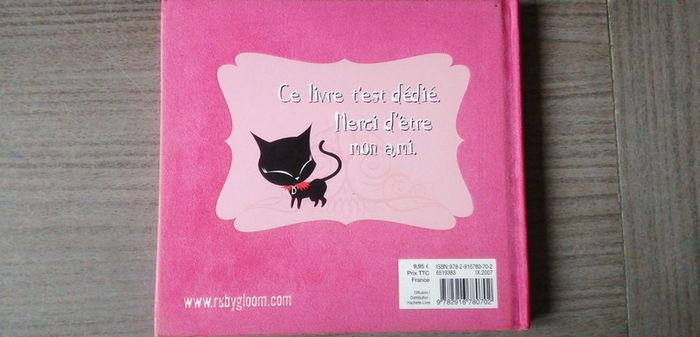 Ce livre t'est dédié.
Merci d'être
mon ami.
D
9,95 €
Prix TTC
France
ISBN: 978-2-916780-70-2
6519383
IX.2007
Diffusion /
Distribution :
Hachette Livre
9 782916 780702
www.rubygloom.com